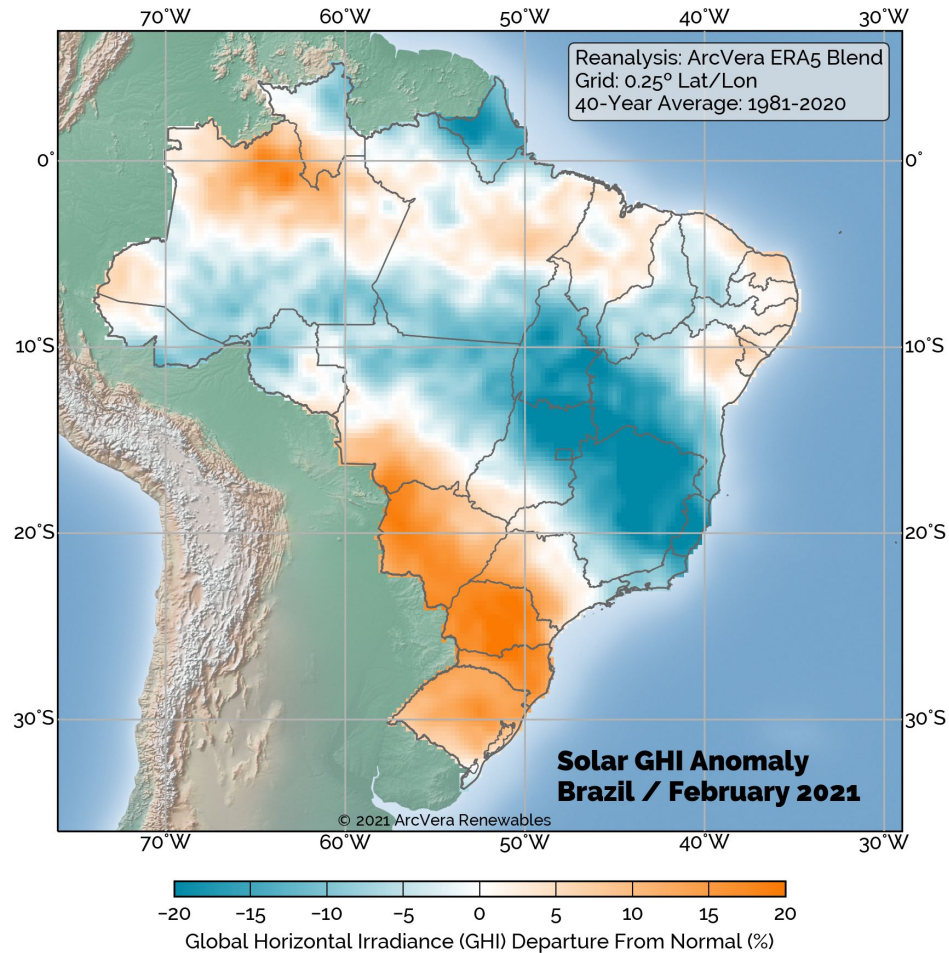 70°W 60°W 50°W 40°W 30°W
Reanalysis: ArcVera ERA5 Blend
Grid: 0.25º Lat/Lon
40-Year Average: 1981-2020
0° 0°
10°S 10°S
20°S 20°S
30°S 30°S
Solar GHI Anomaly
Brazil / February 2021
© 2021 ArcVera Renewables
70°W 60°W 50°W 40°W 30°W
−20 −15 −10 −5 0 5 10 15 20
Global Horizontal Irradiance (GHI) Departure From Normal (%)